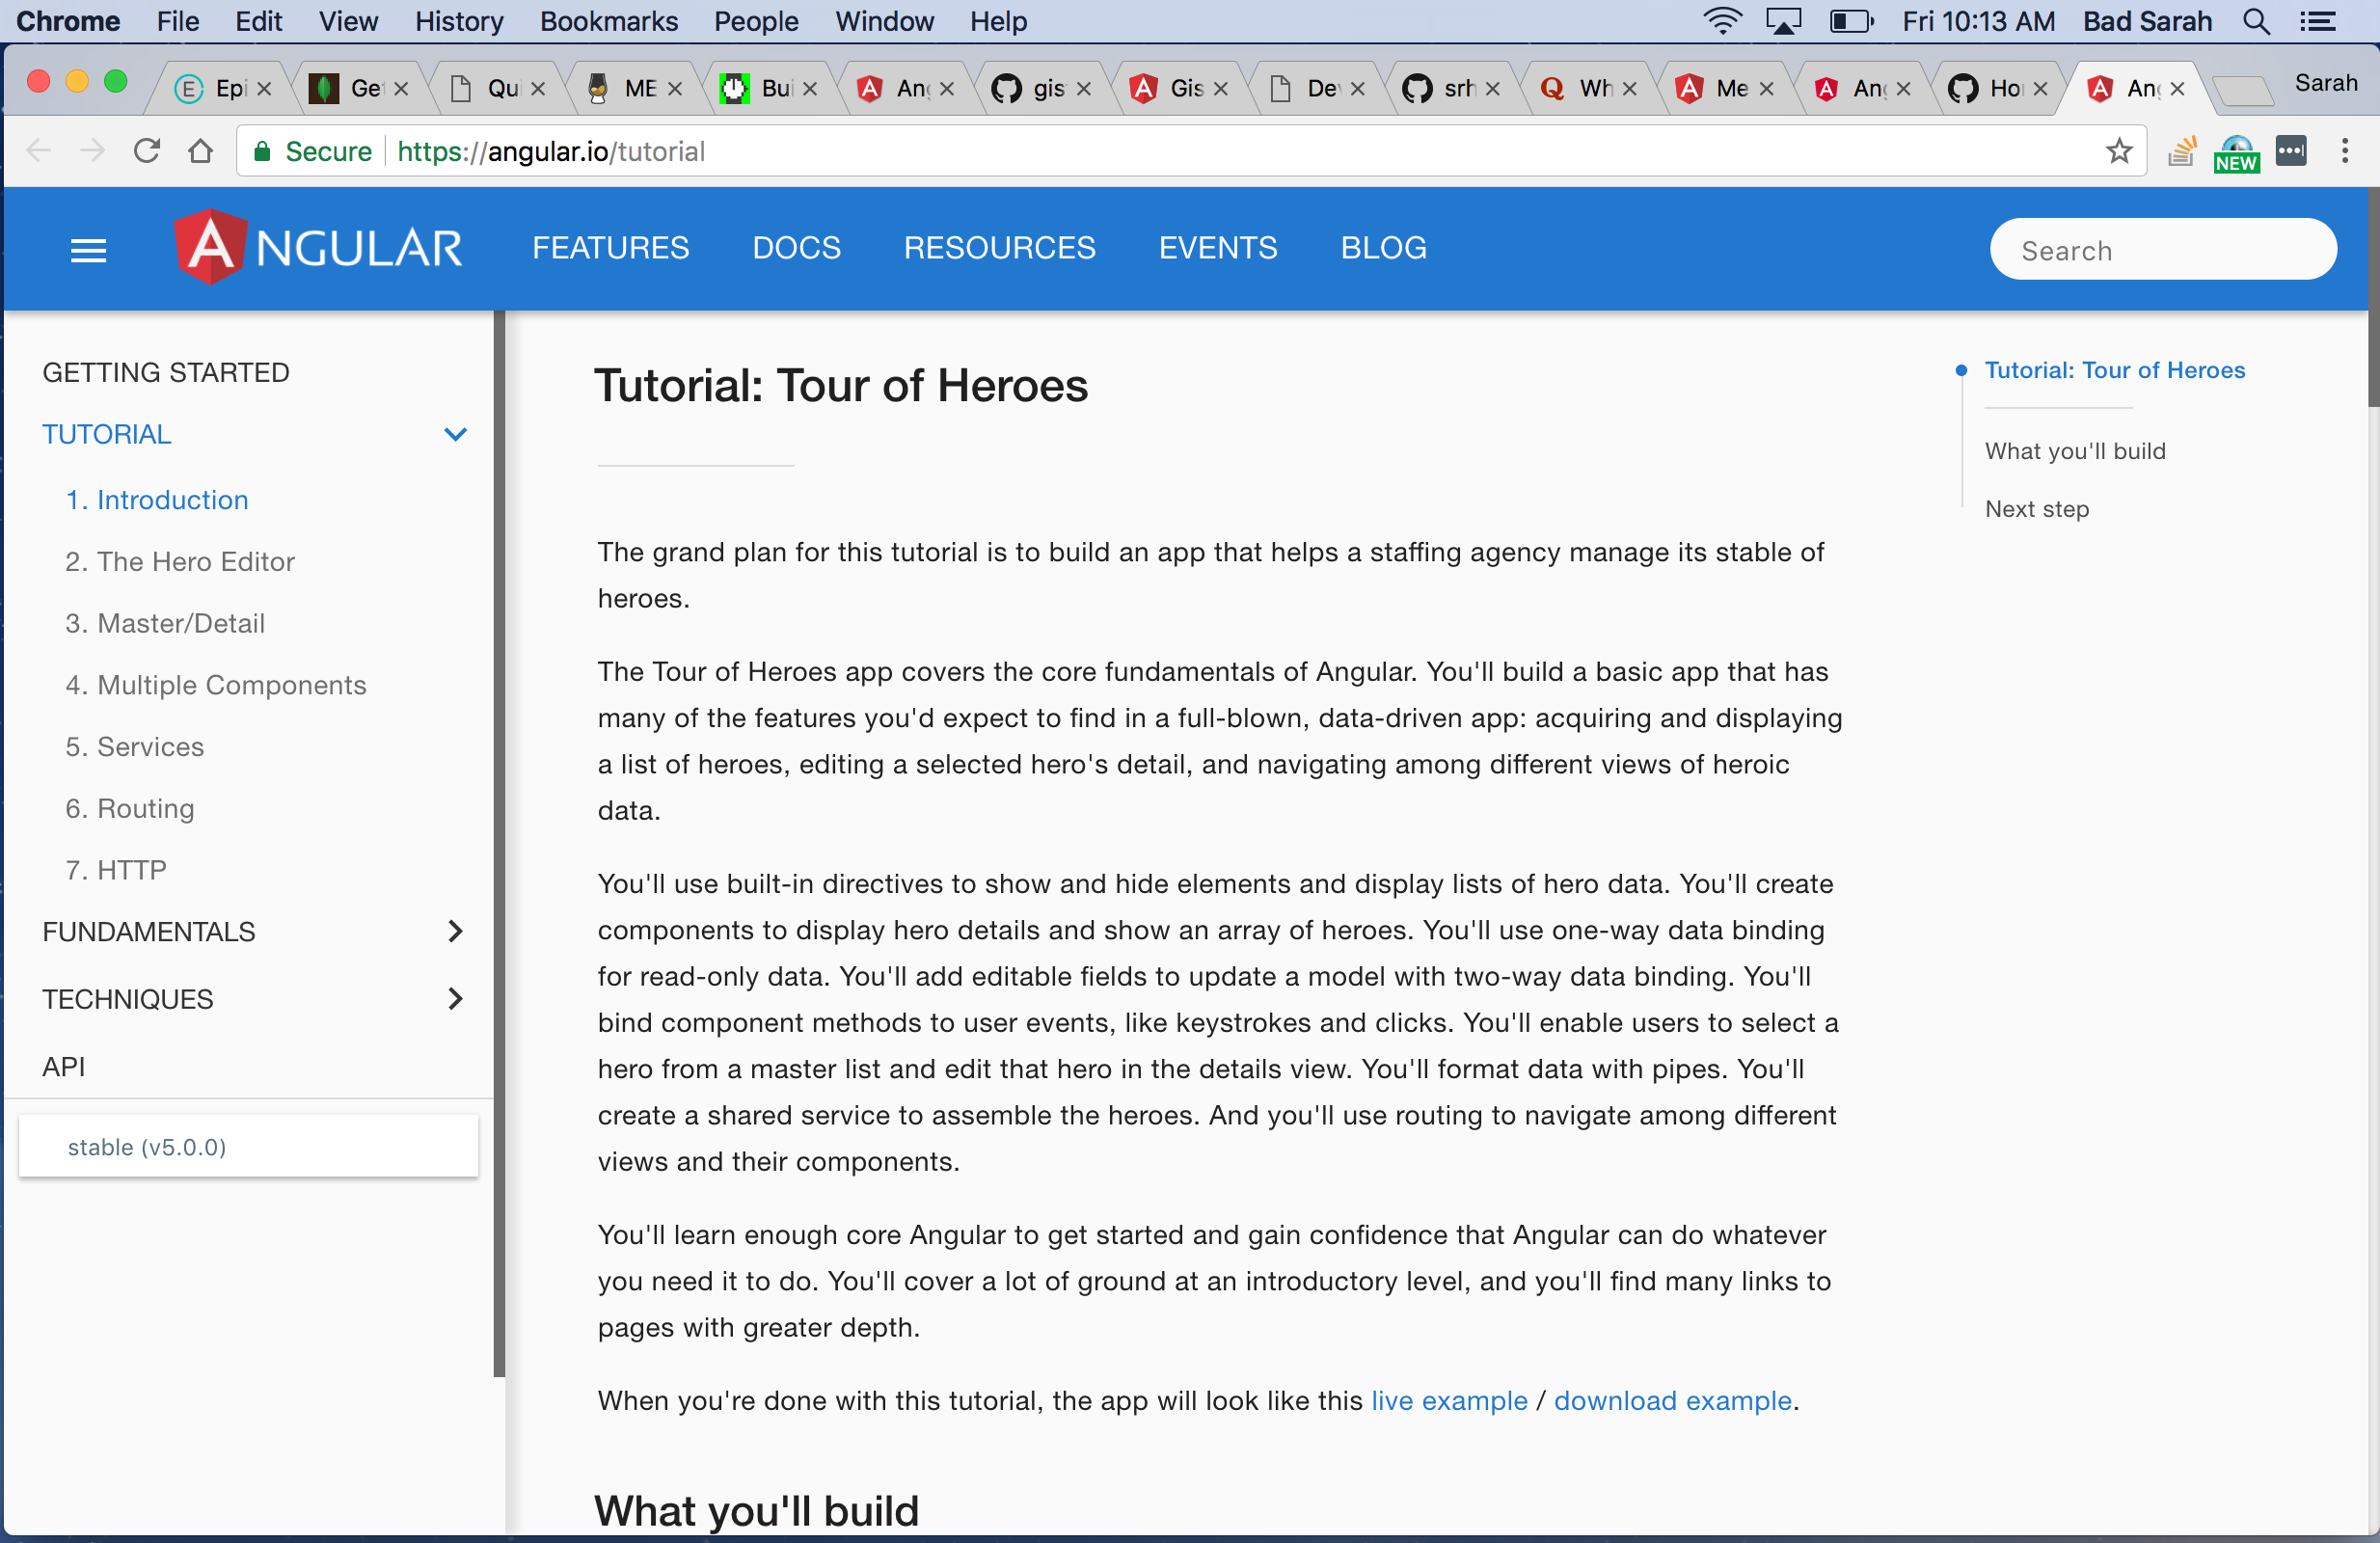 Chrome File Edit View History Bookmarks People Window Help Fri 10:13 AM Bad Sarah
Epi Get Qui ME Bui Ang gis Gis De srh Wh Me Ang Ho Ang Sarah
Secure https://angular.io/tutorial NEW
ANGULAR FEATURES DOCS RESOURCES EVENTS BLOG Search
GETTING STARTED
TUTORIAL
1. Introduction
2. The Hero Editor
3. Master/Detail
4. Multiple Components
5. Services
6. Routing
7. HTTP
FUNDAMENTALS
TECHNIQUES
API
stable (v5.0.0)
Tutorial: Tour of Heroes
The grand plan for this tutorial is to build an app that helps a staffing agency manage its stable of
heroes.
The Tour of Heroes app covers the core fundamentals of Angular. You'll build a basic app that has
many of the features you'd expect to find in a full-blown, data-driven app: acquiring and displaying
a list of heroes, editing a selected hero's detail, and navigating among different views of heroic
data.
You'll use built-in directives to show and hide elements and display lists of hero data. You'll create
components to display hero details and show an array of heroes. You'll use one-way data binding
for read-only data. You'll add editable fields to update a model with two-way data binding. You'll
bind component methods to user events, like keystrokes and clicks. You'll enable users to select a
hero from a master list and edit that hero in the details view. You'll format data with pipes. You'll
create a shared service to assemble the heroes. And you'll use routing to navigate among different
views and their components.
You'll learn enough core Angular to get started and gain confidence that Angular can do whatever
you need it to do. You'll cover a lot of ground at an introductory level, and you'll find many links to
pages with greater depth.
When you're done with this tutorial, the app will look like this live example / download example.
What you'll build
Tutorial: Tour of Heroes
What you'll build
Next step